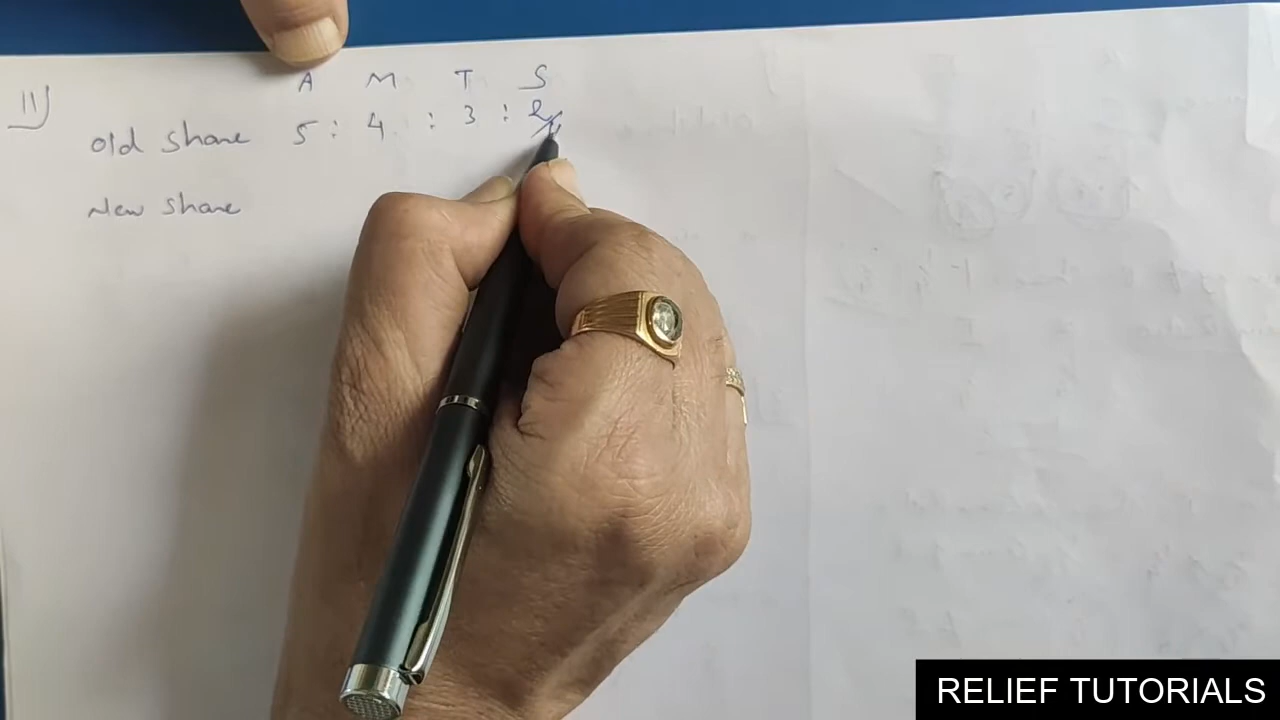 11)
A M T S
Old Share 5 : 4 : 3 : 2
New Share
RELIEF TUTORIALS